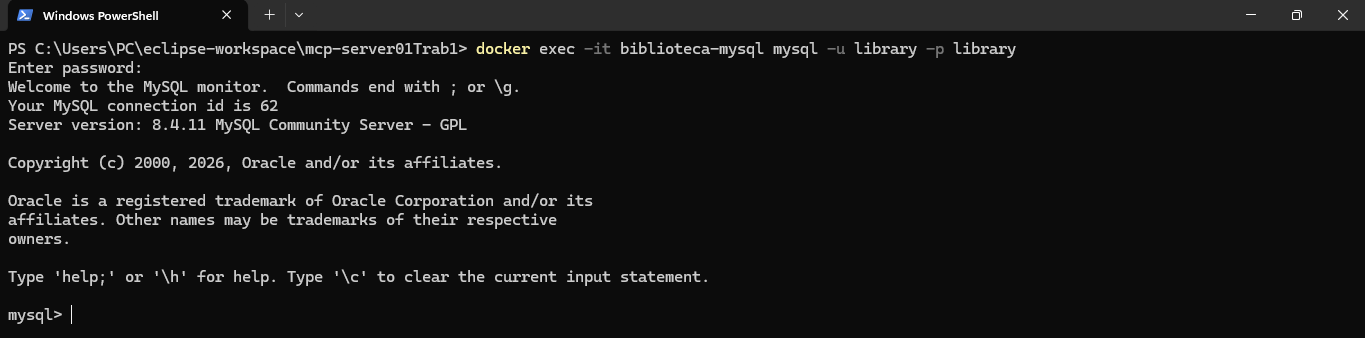 Windows PowerShell
PS C:\Users\PC\eclipse-workspace\mcp-server01Trab1> docker exec -it biblioteca-mysql mysql -u library -p library
Enter password:
Welcome to the MySQL monitor.  Commands end with ; or \g.
Your MySQL connection id is 62
Server version: 8.4.11 MySQL Community Server - GPL
Copyright (c) 2000, 2026, Oracle and/or its affiliates.
Oracle is a registered trademark of Oracle Corporation and/or its
affiliates. Other names may be trademarks of their respective
owners.
Type 'help;' or '\h' for help. Type '\c' to clear the current input statement.
mysql>